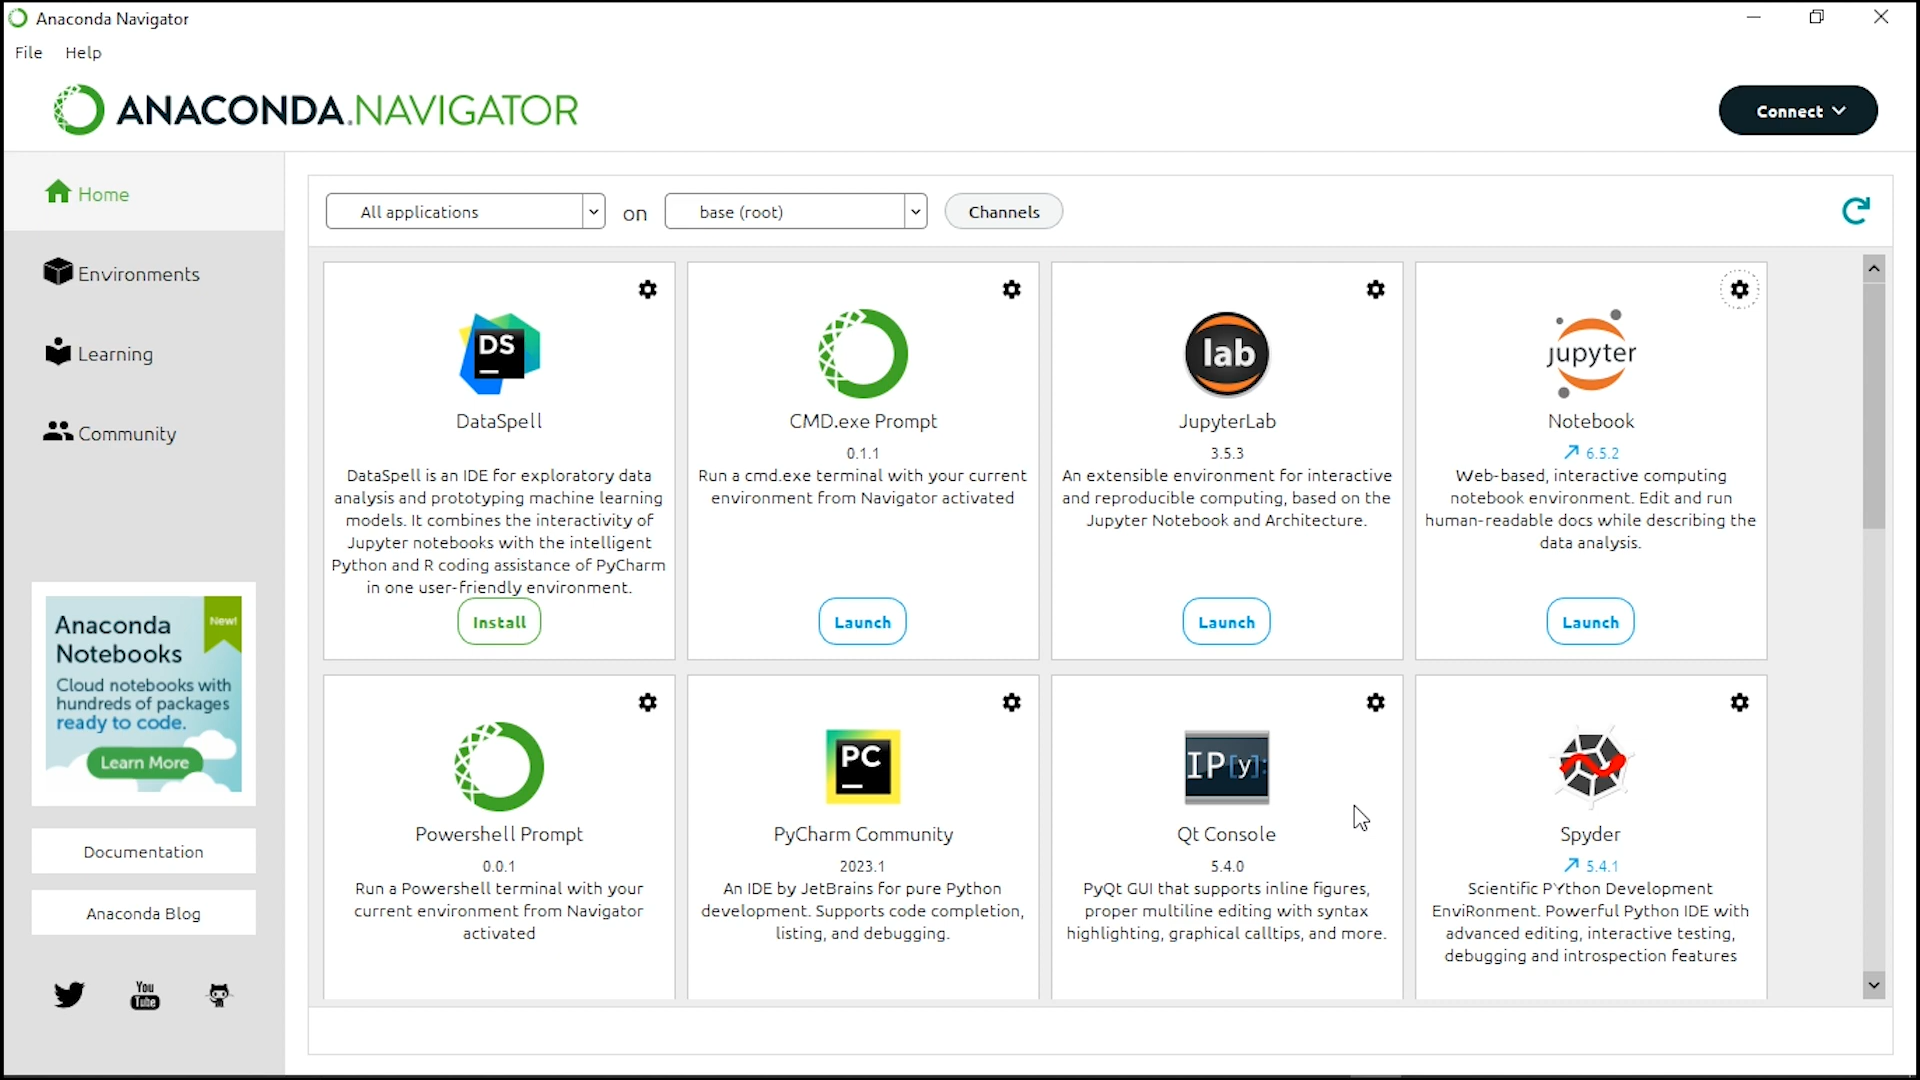 Anaconda Navigator
File Help
ANACONDA.NAVIGATOR
Connect
Home
Environments
Learning
Community
Anaconda
Notebooks
New!
Cloud notebooks with
hundreds of packages
ready to code.
Learn More
Documentation
Anaconda Blog
You
Tube
All applications on base (root) Channels
DS
DataSpell
DataSpell is an IDE for exploratory data
analysis and prototyping machine learning
models. It combines the interactivity of
Jupyter notebooks with the intelligent
Python and R coding assistance of PyCharm
in one user-friendly environment.
Install
CMD.exe Prompt
0.1.1
Run a cmd.exe terminal with your current
environment from Navigator activated
Launch
lab
JupyterLab
3.5.3
An extensible environment for interactive
and reproducible computing, based on the
Jupyter Notebook and Architecture.
Launch
jupyter
Notebook
6.5.2
Web-based, interactive computing
notebook environment. Edit and run
human-readable docs while describing the
data analysis.
Launch
Powershell Prompt
0.0.1
Run a Powershell terminal with your
current environment from Navigator
activated
PC
PyCharm Community
2023.1
An IDE by JetBrains for pure Python
development. Supports code completion,
listing, and debugging.
IP[y]:
Qt Console
5.4.0
PyQt GUI that supports inline figures,
proper multiline editing with syntax
highlighting, graphical calltips, and more.
Spyder
5.4.1
Scientific PYthon Development
EnviRonment. Powerful Python IDE with
advanced editing, interactive testing,
debugging and introspection features